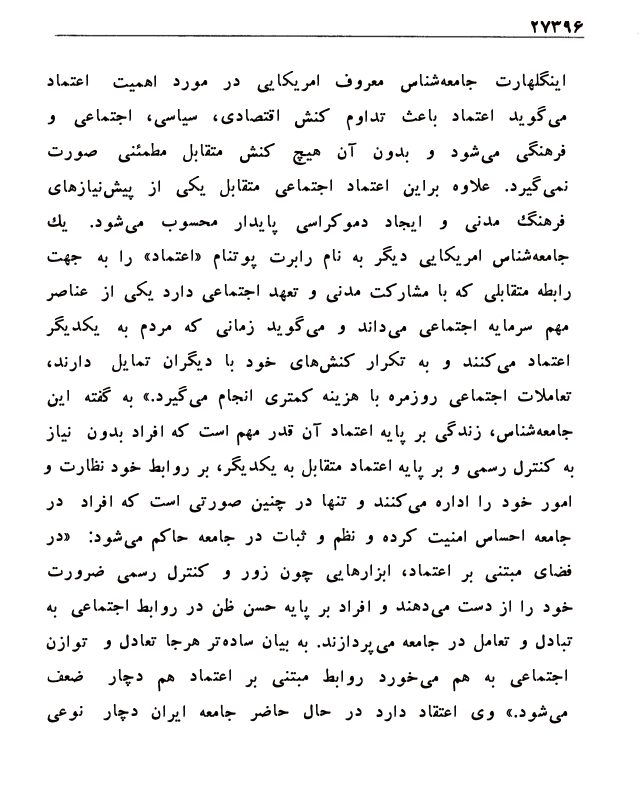 ۲۷۳۹۶
اینگلهارت جامعه‌شناس معروف امریکایی در مورد اهمیت اعتماد
می‌گوید اعتماد باعث تداوم کنش اقتصادی، سیاسی، اجتماعی و
فرهنگی می‌شود و بدون آن هیچ کنش متقابل مطمئنی صورت
نمی‌گیرد. علاوه براین اعتماد اجتماعی متقابل یکی از پیش‌نیازهای
فرهنگ مدنی و ایجاد دموکراسی پایدار محسوب می‌شود. یك
جامعه‌شناس امریکایی دیگر به نام رابرت پوتنام «اعتماد» را به جهت
رابطه متقابلی که با مشارکت مدنی و تعهد اجتماعی دارد یکی از عناصر
مهم سرمایه اجتماعی می‌داند و می‌گوید زمانی که مردم به یکدیگر
اعتماد می‌کنند و به تکرار کنش‌های خود با دیگران تمایل دارند،
تعاملات اجتماعی روزمره با هزینه کمتری انجام می‌گیرد.» به گفته این
جامعه‌شناس، زندگی بر پایه اعتماد آن قدر مهم است که افراد بدون نیاز
به کنترل رسمی و بر پایه اعتماد متقابل به یکدیگر، بر روابط خود نظارت و
امور خود را اداره می‌کنند و تنها در چنین صورتی است که افراد در
جامعه احساس امنیت کرده و نظم و ثبات در جامعه حاکم می‌شود: «در
فضای مبتنی بر اعتماد، ابزارهایی چون زور و کنترل رسمی ضرورت
خود را از دست می‌دهند و افراد بر پایه حسن ظن در روابط اجتماعی به
تبادل و تعامل در جامعه می‌پردازند. به بیان ساده‌تر هرجا تعادل و توازن
اجتماعی به هم می‌خورد روابط مبتنی بر اعتماد هم دچار ضعف
می‌شود.» وی اعتقاد دارد در حال حاضر جامعه ایران دچار نوعی